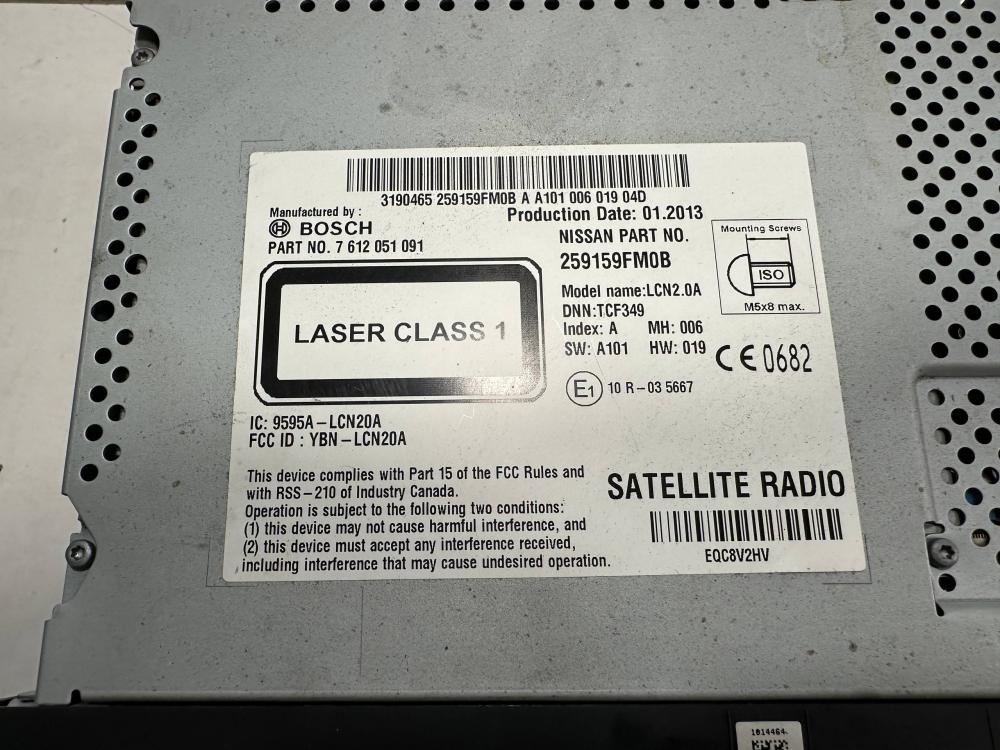 3190465 259159FM0B A A101 006 019 04D
Manufactured by :
BOSCH
PART NO. 7 612 051 091
Production Date: 01.2013
NISSAN PART NO.
259159FM0B
Mounting Screws
ISO
M5x8 max.
LASER CLASS 1
Model name:LCN2.0A
DNN:TCF349
Index: A MH: 006
SW: A101 HW: 019
CE 0682
E1 10 R-03 5667
IC: 9595A-LCN20A
FCC ID : YBN-LCN20A
This device complies with Part 15 of the FCC Rules and
with RSS-210 of Industry Canada.
Operation is subject to the following two conditions:
(1) this device may not cause harmful interference, and
(2) this device must accept any interference received,
including interference that may cause undesired operation.
SATELLITE RADIO
EQC8V2HV
1014464.